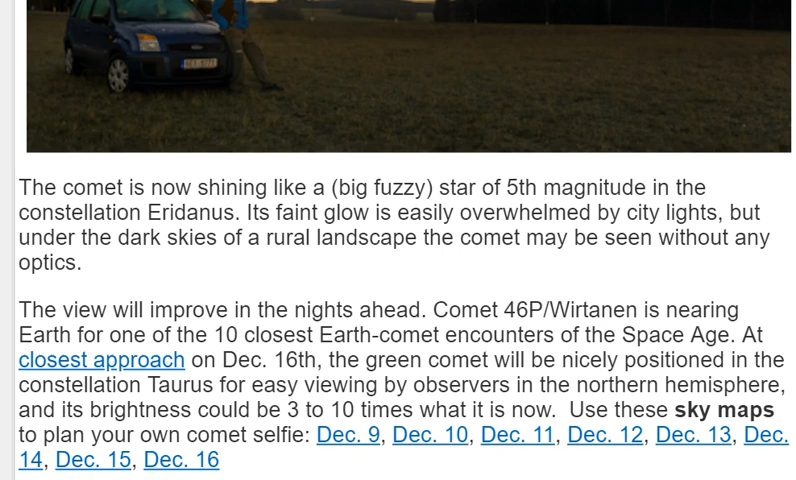 The comet is now shining like a (big fuzzy) star of 5th magnitude in the
constellation Eridanus. Its faint glow is easily overwhelmed by city lights, but
under the dark skies of a rural landscape the comet may be seen without any
optics.
The view will improve in the nights ahead. Comet 46P/Wirtanen is nearing
Earth for one of the 10 closest Earth-comet encounters of the Space Age. At
closest approach on Dec. 16th, the green comet will be nicely positioned in the
constellation Taurus for easy viewing by observers in the northern hemisphere,
and its brightness could be 3 to 10 times what it is now.  Use these sky maps
to plan your own comet selfie: Dec. 9, Dec. 10, Dec. 11, Dec. 12, Dec. 13, Dec.
14, Dec. 15, Dec. 16